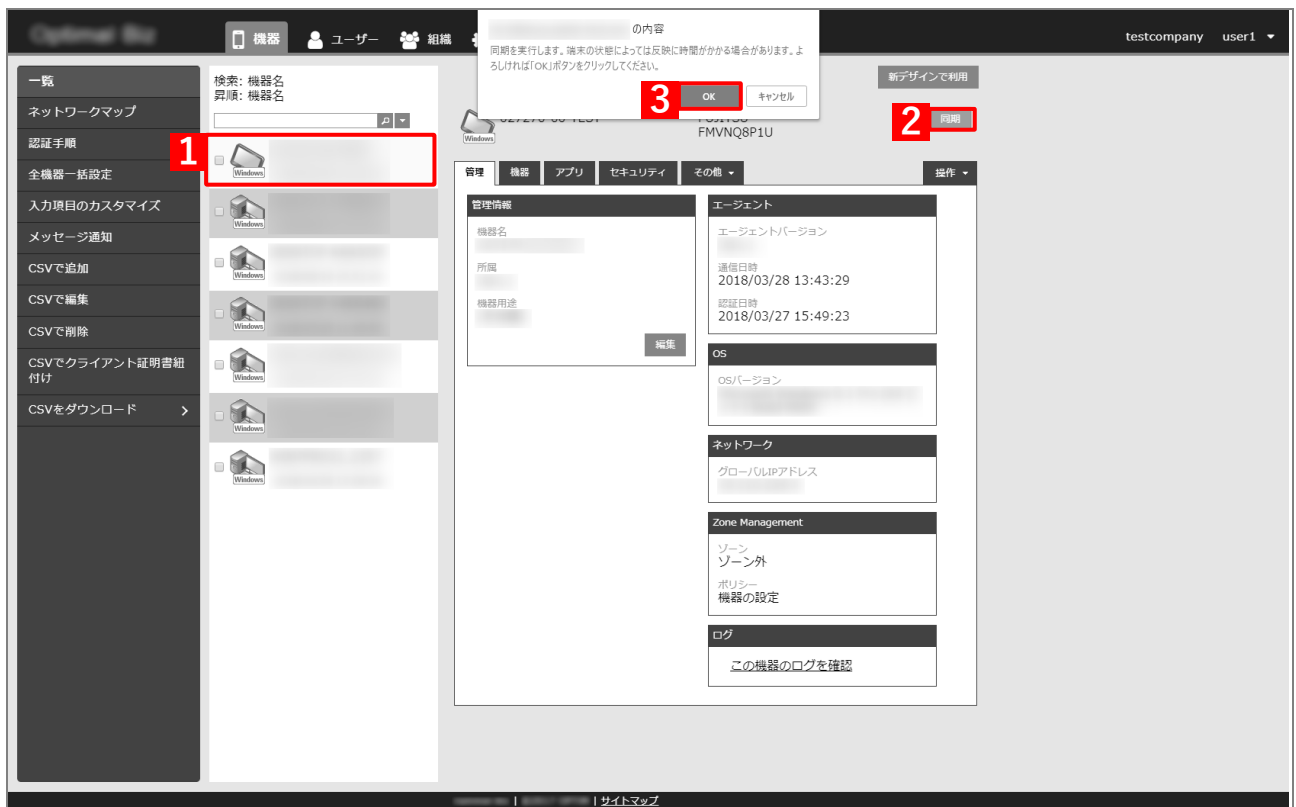 機器
ユーザー
組織
testcompany
user1
の内容
同期を実行します。端末の状態によっては反映に時間がかかる場合があります。よ
ろしければ「OK」ボタンをクリックしてください。
3
OK
キャンセル
一覧
ネットワークマップ
認証手順
全機器一括設定
入力項目のカスタマイズ
メッセージ通知
CSVで追加
CSVで編集
CSVで削除
CSVでクライアント証明書紐
付け
CSVをダウンロード
検索: 機器名
昇順: 機器名
1
Windows
Windows
Windows
Windows
Windows
Windows
Windows
新デザインで利用
2
同期
Windows
FMVNQ8P1U
管理
機器
アプリ
セキュリティ
その他
操作
管理情報
機器名
所属
機器用途
編集
エージェント
エージェントバージョン
通信日時
2018/03/28 13:43:29
認証日時
2018/03/27 15:49:23
OS
OSバージョン
ネットワーク
グローバルIPアドレス
Zone Management
ゾーン
ゾーン外
ポリシー
機器の設定
ログ
この機器のログを確認
サイトマップ